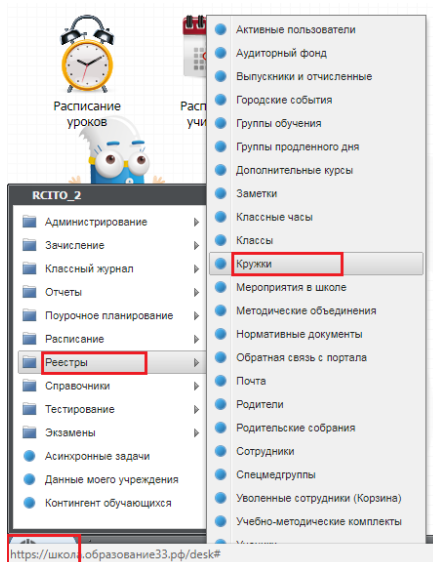 Расписание
уроков
Расп
учи
RCITO_2
Администрирование
Зачисление
Классный журнал
Отчеты
Поурочное планирование
Расписание
Реестры
Справочники
Тестирование
Экзамены
Асинхронные задачи
Данные моего учреждения
Контингент обучающихся
Активные пользователи
Аудиторный фонд
Выпускники и отчисленные
Городские события
Группы обучения
Группы продленного дня
Дополнительные курсы
Заметки
Классные часы
Классы
Кружки
Мероприятия в школе
Методические объединения
Нормативные документы
Обратная связь с портала
Почта
Родители
Родительские собрания
Сотрудники
Спецмедгруппы
Уволенные сотрудники (Корзина)
Учебно-методические комплекты
https://школа.образование33.рф/desk#